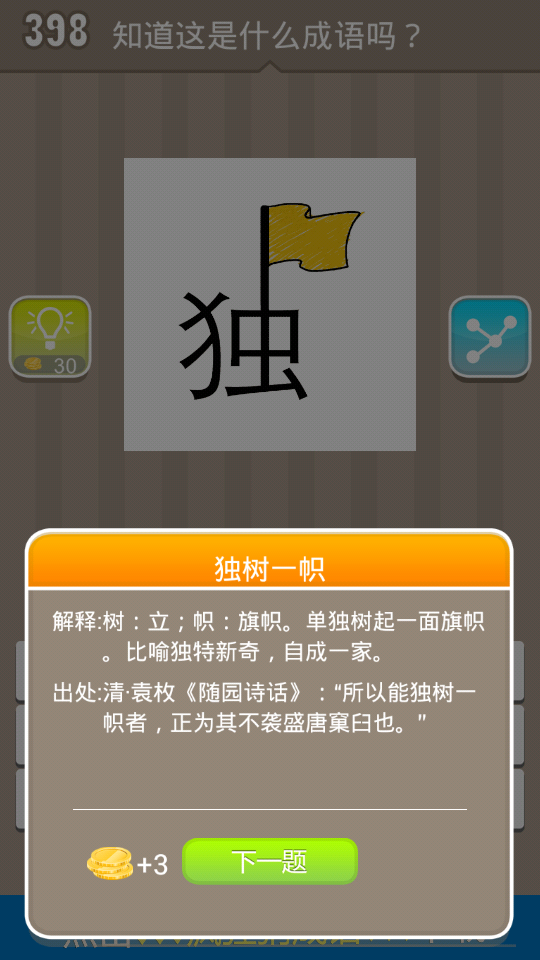 398 知道这是什么成语吗？
独
30
独树一帜
解释:树：立；帜：旗帜。单独树起一面旗帜
。比喻独特新奇，自成一家。
出处:清·袁枚《随园诗话》：“所以能独树一
帜者，正为其不袭盛唐窠臼也。”
+3 下一题